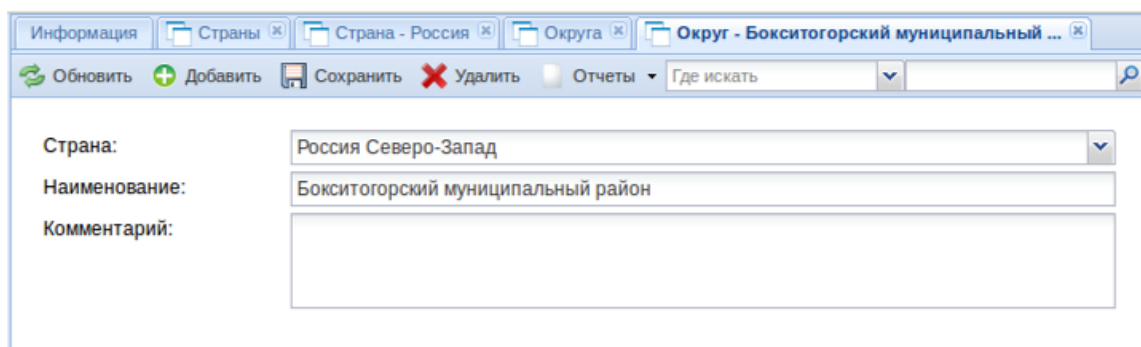 Информация Страны Страна - Россия Округа Округ - Бокситогорский муниципальный ...
Обновить Добавить Сохранить Удалить Отчеты Где искать
Страна: Россия Северо-Запад
Наименование: Бокситогорский муниципальный район
Комментарий: